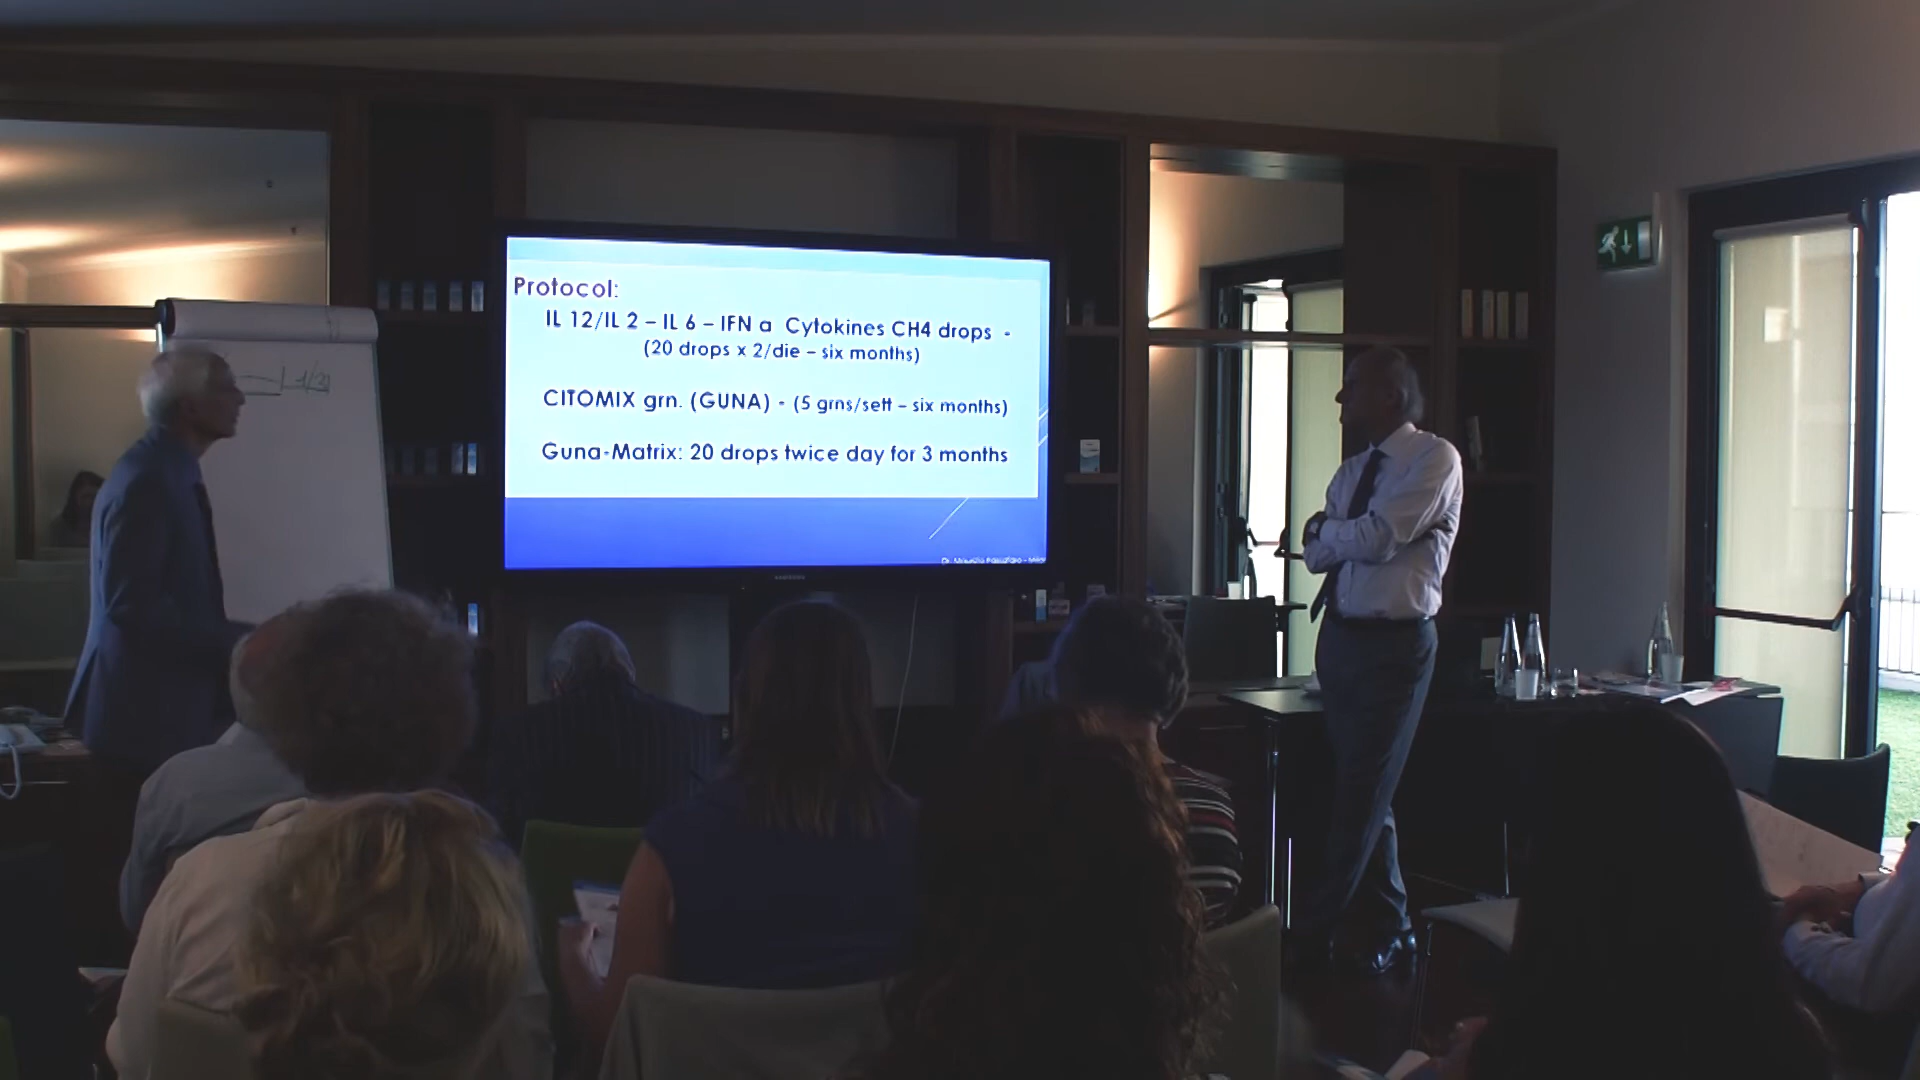 Protocol:
IL 12/IL 2 – IL 6 – IFN a Cytokines CH4 drops -
(20 drops x 2/die – six months)
CITOMIX grn. (GUNA) - (5 grns/sett – six months)
Guna-Matrix: 20 drops twice day for 3 months
SAMSUNG